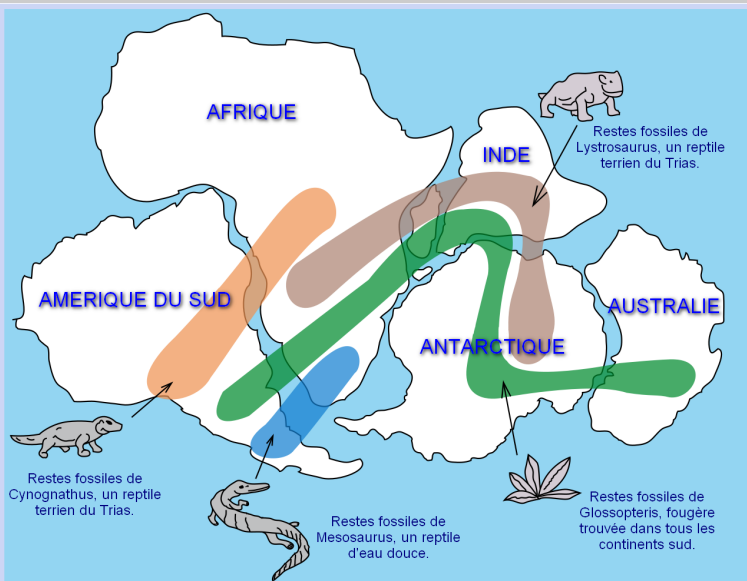 AFRIQUE
INDE
Restes fossiles de
Lystrosaurus, un reptile
terrien du Trias.
AMERIQUE DU SUD
AUSTRALIE
ANTARCTIQUE
Restes fossiles de
Cynognathus, un reptile
terrien du Trias.
Restes fossiles de
Mesosaurus, un reptile
d'eau douce.
Restes fossiles de
Glossopteris, fougère
trouvée dans tous les
continents sud.